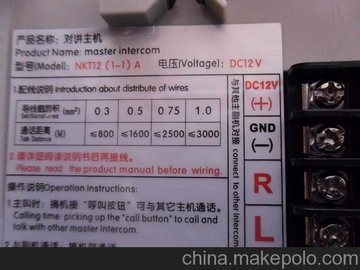 产品名称: 对讲主机
Product Name: master intercom
型号(Model): NKT12 (1-1) A 电压(Voltage): DC12V
1.配线说明 Introduction about distribute of wires
导线截面积(mm²) 0.3 0.5 0.75 1.0
Sectional area
通话距离(M) ≤800 ≤1600 ≤2500 ≤3000
Talk Distance
2.请详细阅读说明书后再接线。
Please read the product manual before wiring.
操作说明Operation instructions:
1.主叫时: 摘机按“呼叫按钮”可与其它主机通话。
Calling time: picking up the "call button" to call and
talk with other master Intercom.
与其他主机对接
connect to other Intercom
DC12V
(+)
GND
(−)
R
L
china.makepolo.com